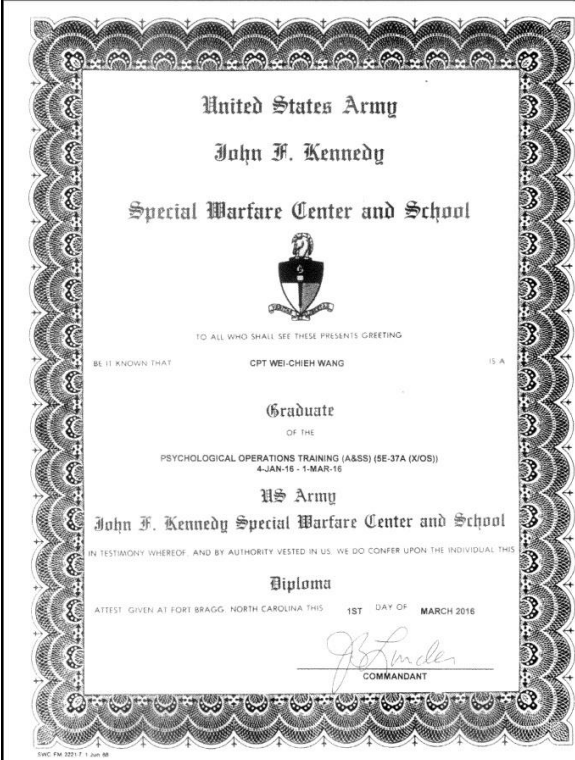 United States Army
John F. Kennedy
Special Warfare Center and School
TO ALL WHO SHALL SEE THESE PRESENTS GREETING
BE IT KNOWN THAT CPT WEI-CHIEH WANG IS A
Graduate
OF THE
PSYCHOLOGICAL OPERATIONS TRAINING (A&SS) (5E-37A (X/OS))
4-JAN-16 - 1-MAR-16
US Army
John F. Kennedy Special Warfare Center and School
IN TESTIMONY WHEREOF, AND BY AUTHORITY VESTED IN US, WE DO CONFER UPON THE INDIVIDUAL THIS
Diploma
ATTEST GIVEN AT FORT BRAGG, NORTH CAROLINA THIS 1ST DAY OF MARCH 2016
COMMANDANT
SWC FM 2221-T 1 Jun 88